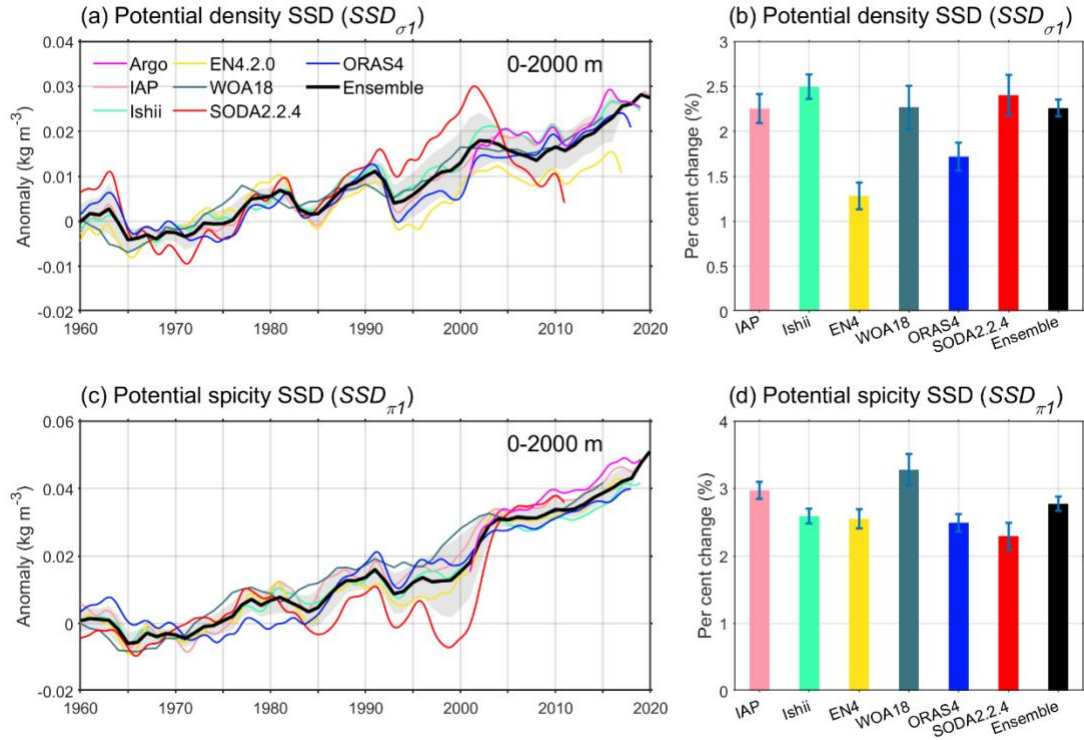 (a) Potential density SSD (SSD_σ1)
0-2000 m
Argo EN4.2.0 ORAS4
IAP WOA18 Ensemble
Ishii SODA2.2.4
Anomaly (kg m⁻³)
0.04
0.03
0.02
0.01
0
-0.01
-0.02
1960 1970 1980 1990 2000 2010 2020
(b) Potential density SSD (SSD_σ1)
Per cent change (%)
3
2.5
2
1.5
1
0.5
0
IAP Ishii EN4 WOA18 ORAS4 SODA2.2.4 Ensemble
(c) Potential spicity SSD (SSD_π1)
0-2000 m
Anomaly (kg m⁻³)
0.06
0.04
0.02
0
-0.02
1960 1970 1980 1990 2000 2010 2020
(d) Potential spicity SSD (SSD_π1)
Per cent change (%)
4
3
2
1
0
IAP Ishii EN4 WOA18 ORAS4 SODA2.2.4 Ensemble